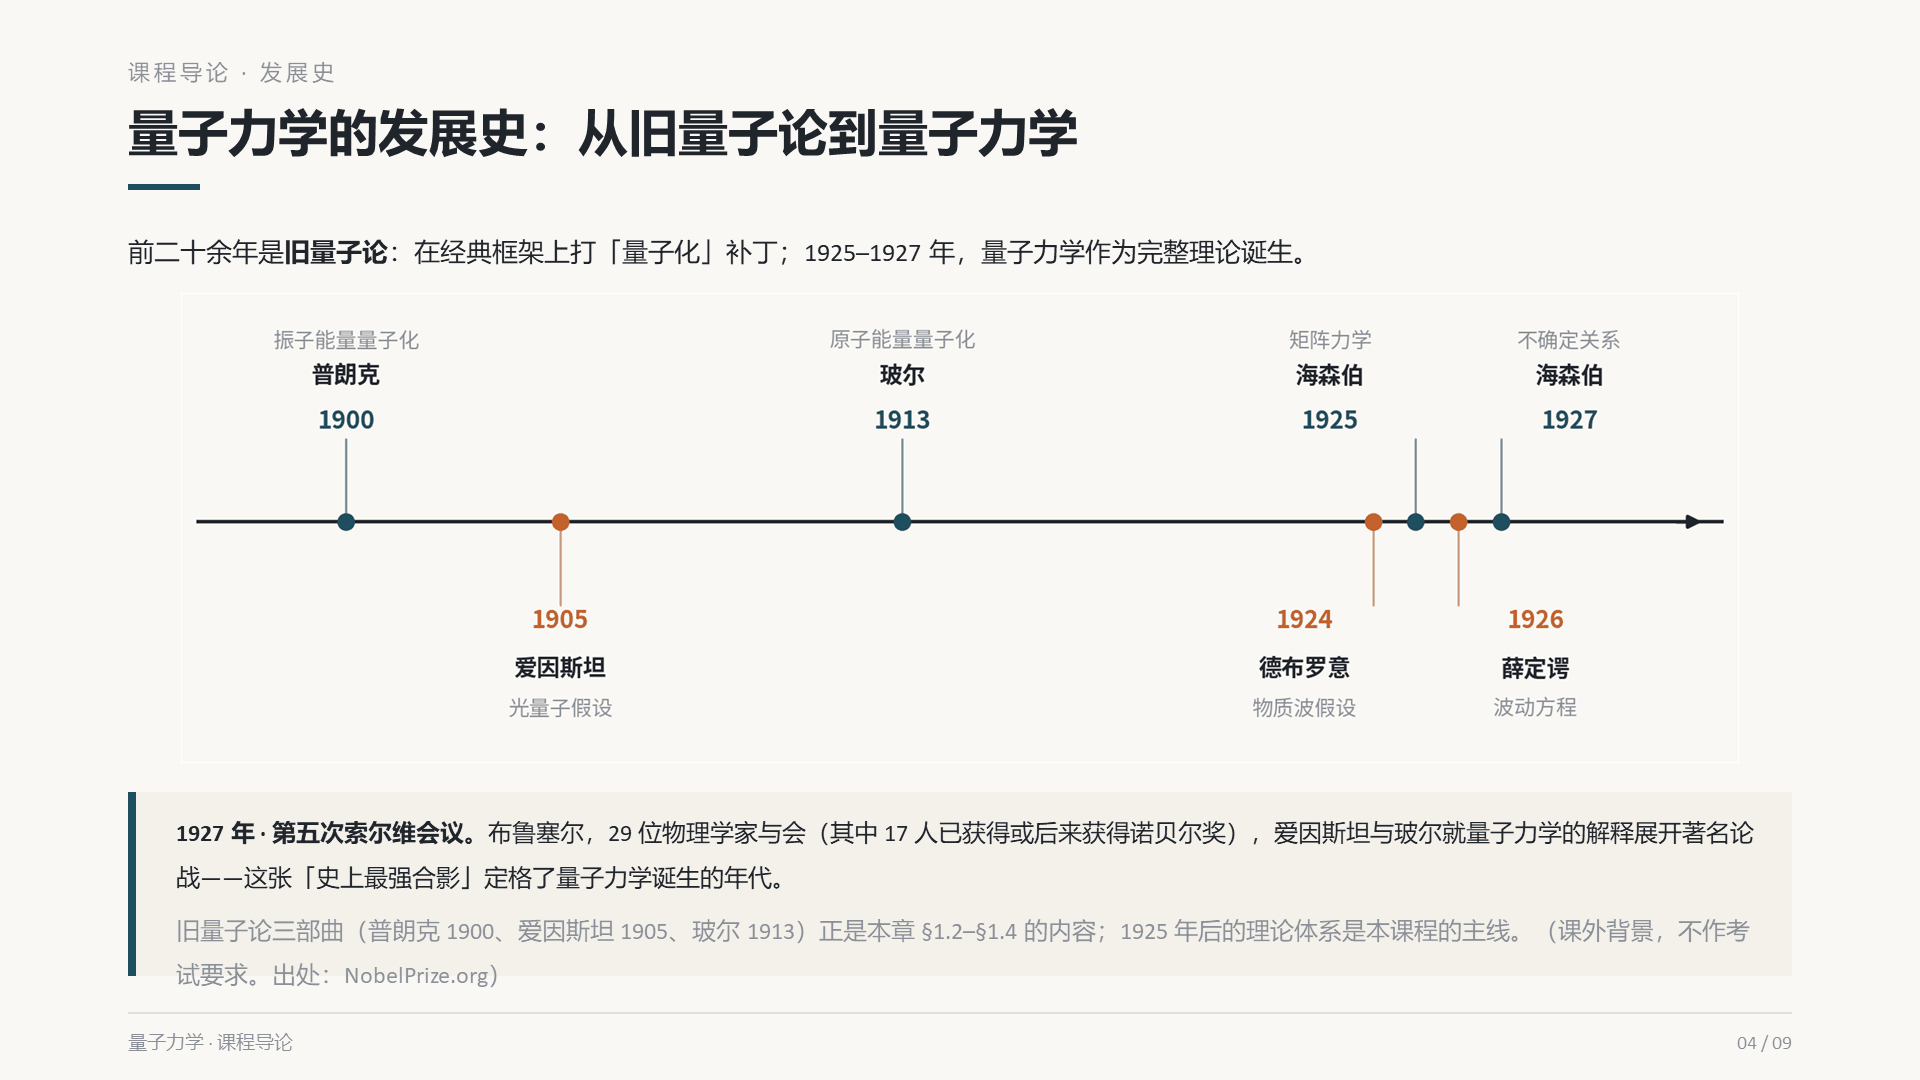 课程导论 · 发展史
量子力学的发展史：从旧量子论到量子力学
前二十余年是旧量子论：在经典框架上打「量子化」补丁；1925–1927 年，量子力学作为完整理论诞生。
振子能量量子化
普朗克
1900
原子能量量子化
玻尔
1913
矩阵力学
海森伯
1925
不确定关系
海森伯
1927
1905
爱因斯坦
光量子假设
1924
德布罗意
物质波假设
1926
薛定谔
波动方程
1927 年 · 第五次索尔维会议。布鲁塞尔，29 位物理学家与会（其中 17 人已获得或后来获得诺贝尔奖），爱因斯坦与玻尔就量子力学的解释展开著名论
战——这张「史上最强合影」定格了量子力学诞生的年代。
旧量子论三部曲（普朗克 1900、爱因斯坦 1905、玻尔 1913）正是本章 §1.2–§1.4 的内容；1925 年后的理论体系是本课程的主线。（课外背景，不作考
试要求。出处：NobelPrize.org）
量子力学 · 课程导论
04 / 09